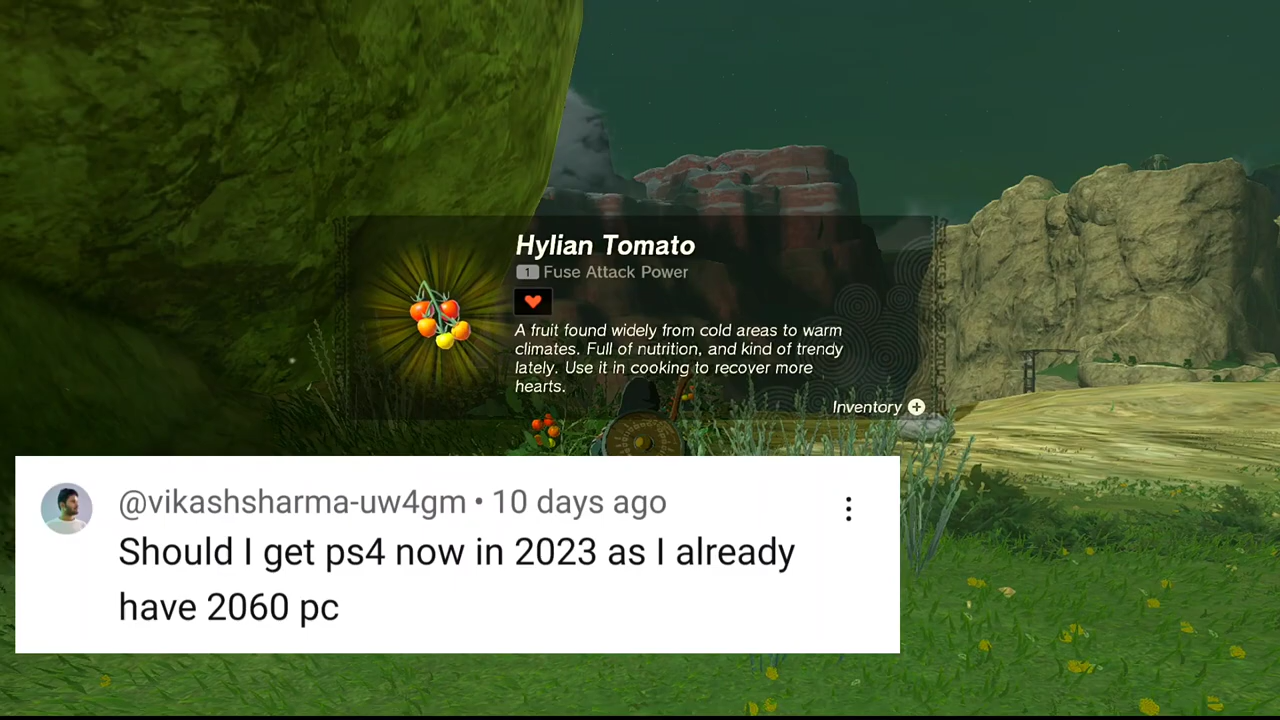 Hylian Tomato
1 Fuse Attack Power
A fruit found widely from cold areas to warm
climates. Full of nutrition, and kind of trendy
lately. Use it in cooking to recover more
hearts.
Inventory +
@vikashsharma-uw4gm • 10 days ago
Should I get ps4 now in 2023 as I already
have 2060 pc